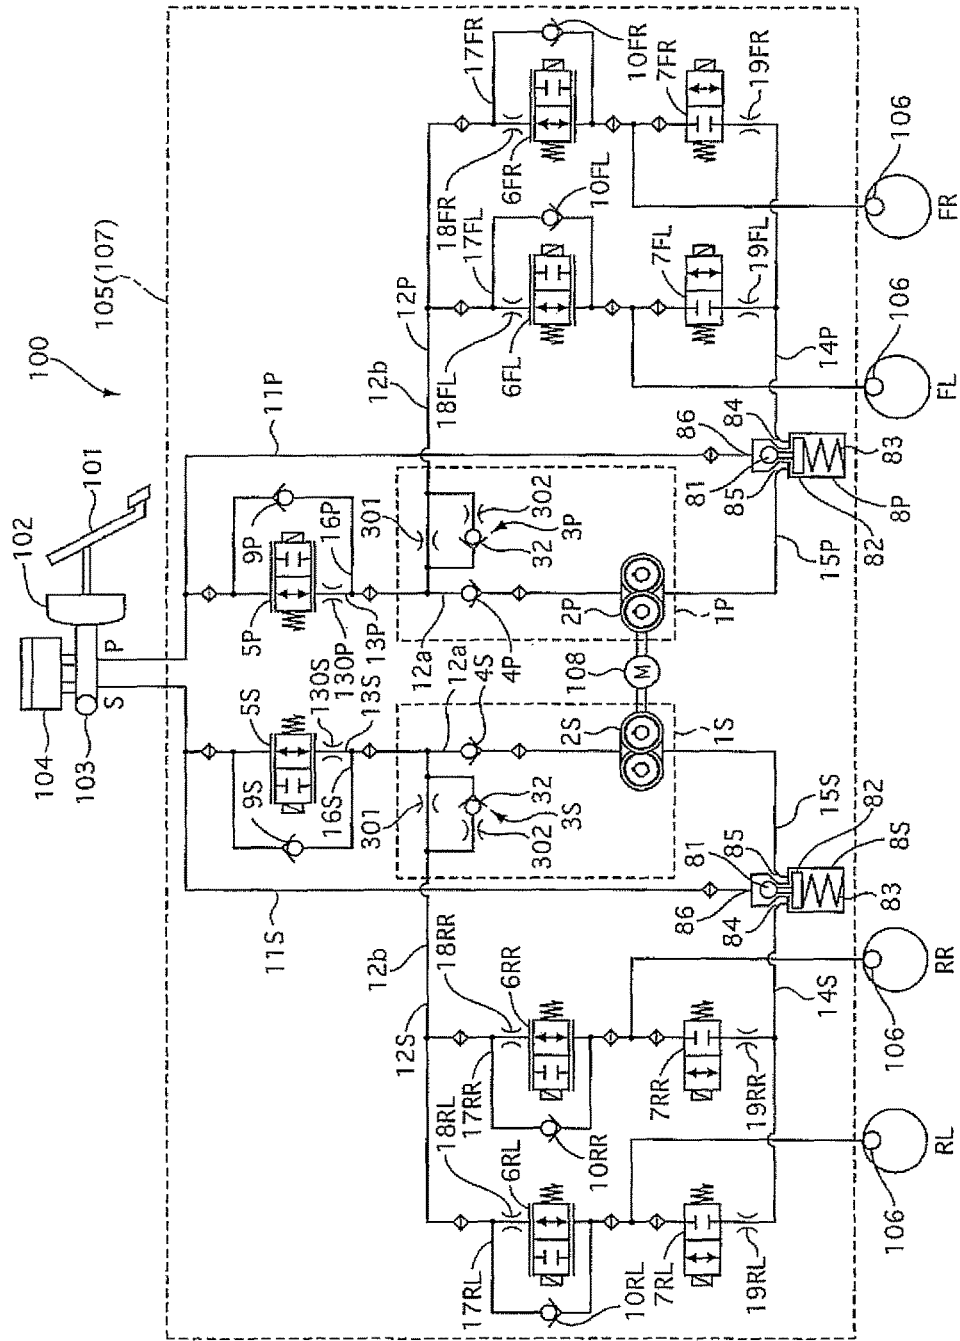 100
105(107)
102
101
104
103
P
S
11P
11S
9P
5P
16P
130P
13P
5S
130S
13S
9S
16S
301
302
3P
32
12a
4P
4S
12a
301
32
3S
302
2P
1P
108
M
2S
1S
12b
12P
12b
12S
17FR
10FR
18FR
6FR
7FR
19FR
17FL
10FL
18FL
6FL
7FL
19FL
14P
86
84
81
85
83
8P
82
15P
15S
82
85
81
8S
86
84
83
14S
18RR
6RR
17RR
10RR
7RR
19RR
18RL
6RL
17RL
10RL
7RL
19RL
106
FR
106
FL
106
RR
106
RL